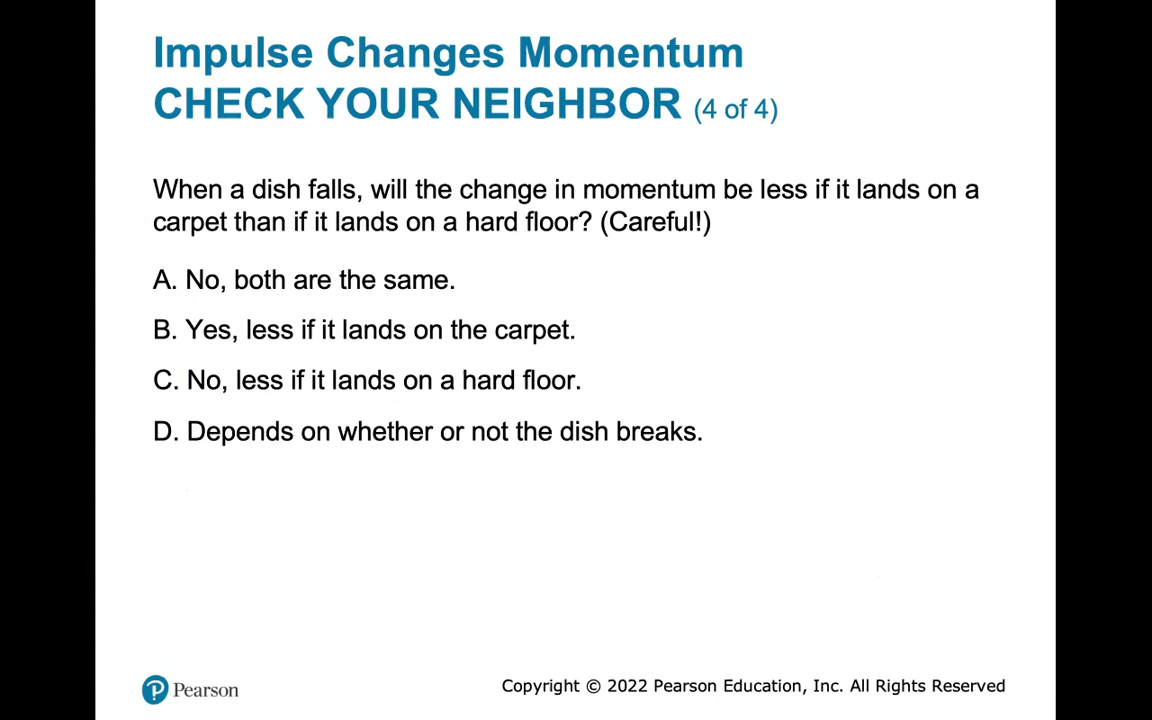 Impulse Changes Momentum
CHECK YOUR NEIGHBOR (4 of 4)
When a dish falls, will the change in momentum be less if it lands on a
carpet than if it lands on a hard floor? (Careful!)
A. No, both are the same.
B. Yes, less if it lands on the carpet.
C. No, less if it lands on a hard floor.
D. Depends on whether or not the dish breaks.
Pearson
Copyright © 2022 Pearson Education, Inc. All Rights Reserved